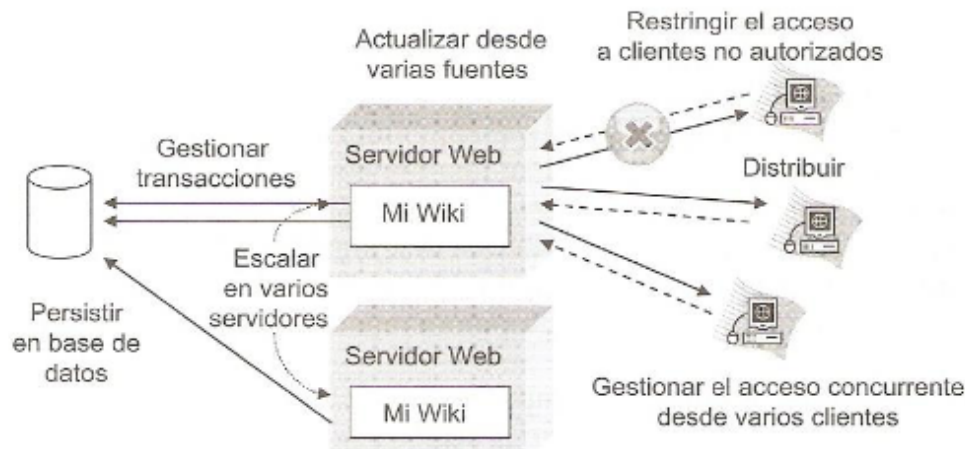 Restringir el acceso
a clientes no autorizados
Actualizar desde
varias fuentes
Gestionar
transacciones
Servidor Web
Mi Wiki
Distribuir
Escalar
en varios
servidores
Persistir
en base de
datos
Servidor Web
Mi Wiki
Gestionar el acceso concurrente
desde varios clientes